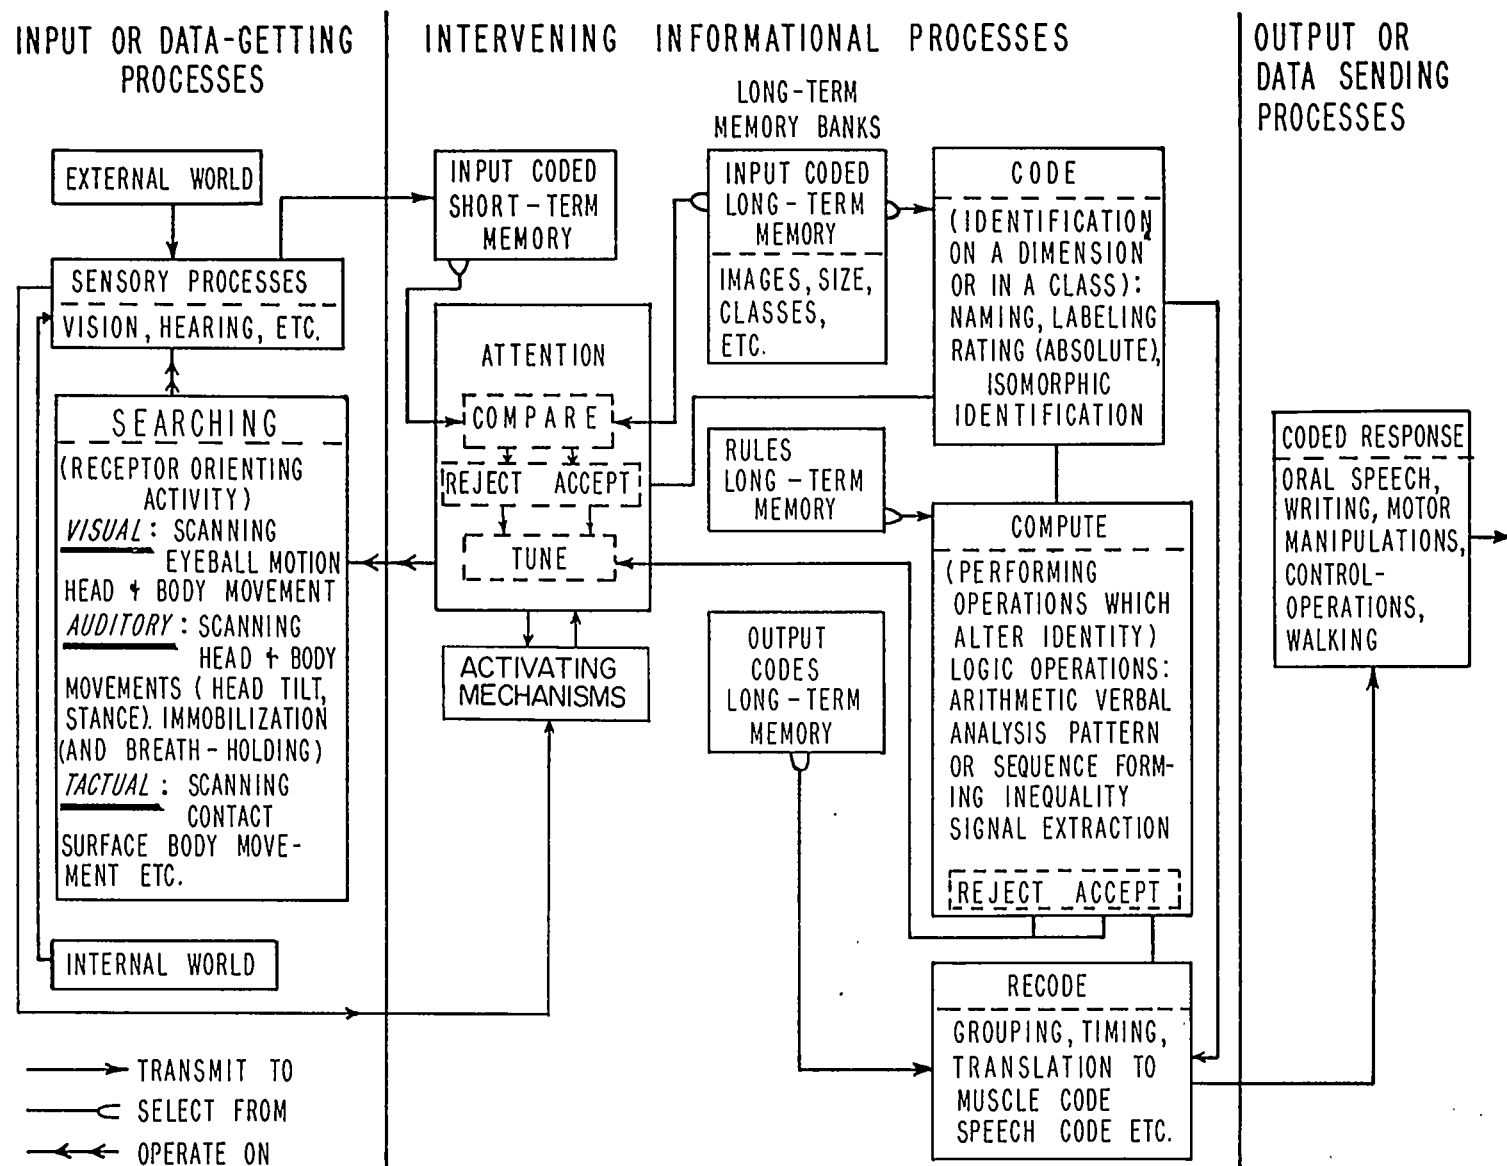 INPUT OR DATA-GETTING
PROCESSES
INTERVENING INFORMATIONAL PROCESSES
OUTPUT OR
DATA SENDING
PROCESSES
EXTERNAL WORLD
SENSORY PROCESSES
VISION, HEARING, ETC.
SEARCHING
(RECEPTOR ORIENTING
ACTIVITY)
VISUAL: SCANNING
EYEBALL MOTION
HEAD & BODY MOVEMENT
AUDITORY: SCANNING
HEAD & BODY
MOVEMENTS (HEAD TILT,
STANCE). IMMOBILIZATION
(AND BREATH-HOLDING)
TACTUAL: SCANNING
CONTACT
SURFACE BODY MOVE-
MENT ETC.
INTERNAL WORLD
INPUT CODED
SHORT-TERM
MEMORY
ATTENTION
COMPARE
REJECT ACCEPT
TUNE
ACTIVATING
MECHANISMS
LONG-TERM
MEMORY BANKS
INPUT CODED
LONG-TERM
MEMORY
IMAGES, SIZE,
CLASSES,
ETC.
RULES
LONG-TERM
MEMORY
OUTPUT
CODES
LONG-TERM
MEMORY
CODE
(IDENTIFICATION
ON A DIMENSION
OR IN A CLASS):
NAMING, LABELING
RATING (ABSOLUTE),
ISOMORPHIC
IDENTIFICATION
COMPUTE
(PERFORMING
OPERATIONS WHICH
ALTER IDENTITY)
LOGIC OPERATIONS:
ARITHMETIC VERBAL
ANALYSIS PATTERN
OR SEQUENCE FORM-
ING INEQUALITY
SIGNAL EXTRACTION
REJECT ACCEPT
RECODE
GROUPING, TIMING,
TRANSLATION TO
MUSCLE CODE
SPEECH CODE ETC.
CODED RESPONSE
ORAL SPEECH,
WRITING, MOTOR
MANIPULATIONS,
CONTROL-
OPERATIONS,
WALKING
TRANSMIT TO
SELECT FROM
OPERATE ON